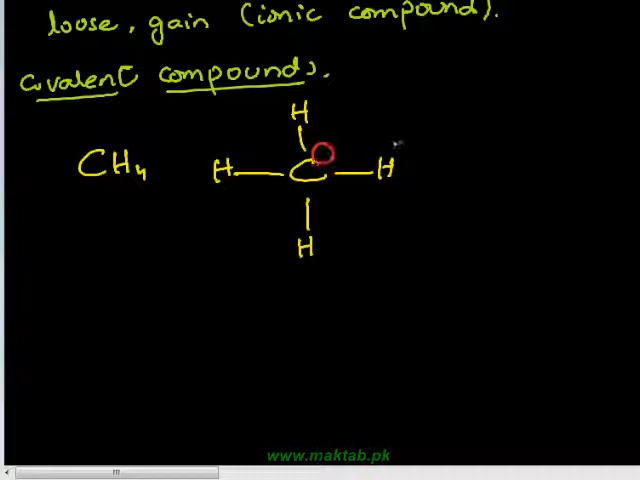 loose, gain (ionic compound).
covalent compounds.
H
CH4 H C H
H
www.maktab.pk